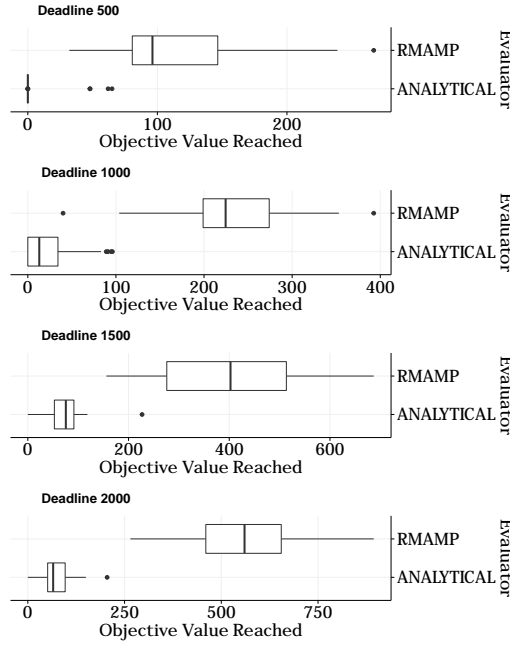 Deadline 500
RMAMP
ANALYTICAL
Evaluator
0 100 200
Objective Value Reached
Deadline 1000
RMAMP
ANALYTICAL
Evaluator
0 100 200 300 400
Objective Value Reached
Deadline 1500
RMAMP
ANALYTICAL
Evaluator
0 200 400 600
Objective Value Reached
Deadline 2000
RMAMP
ANALYTICAL
Evaluator
0 250 500 750
Objective Value Reached